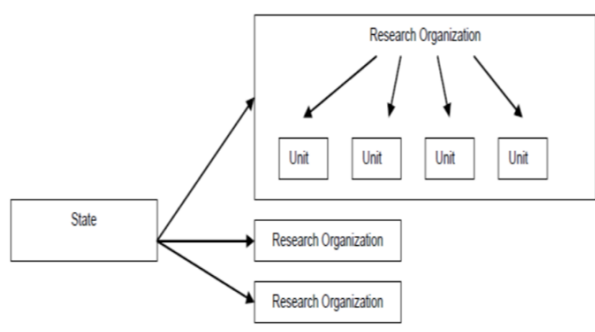 Research Organization
Unit Unit Unit Unit
State
Research Organization
Research Organization